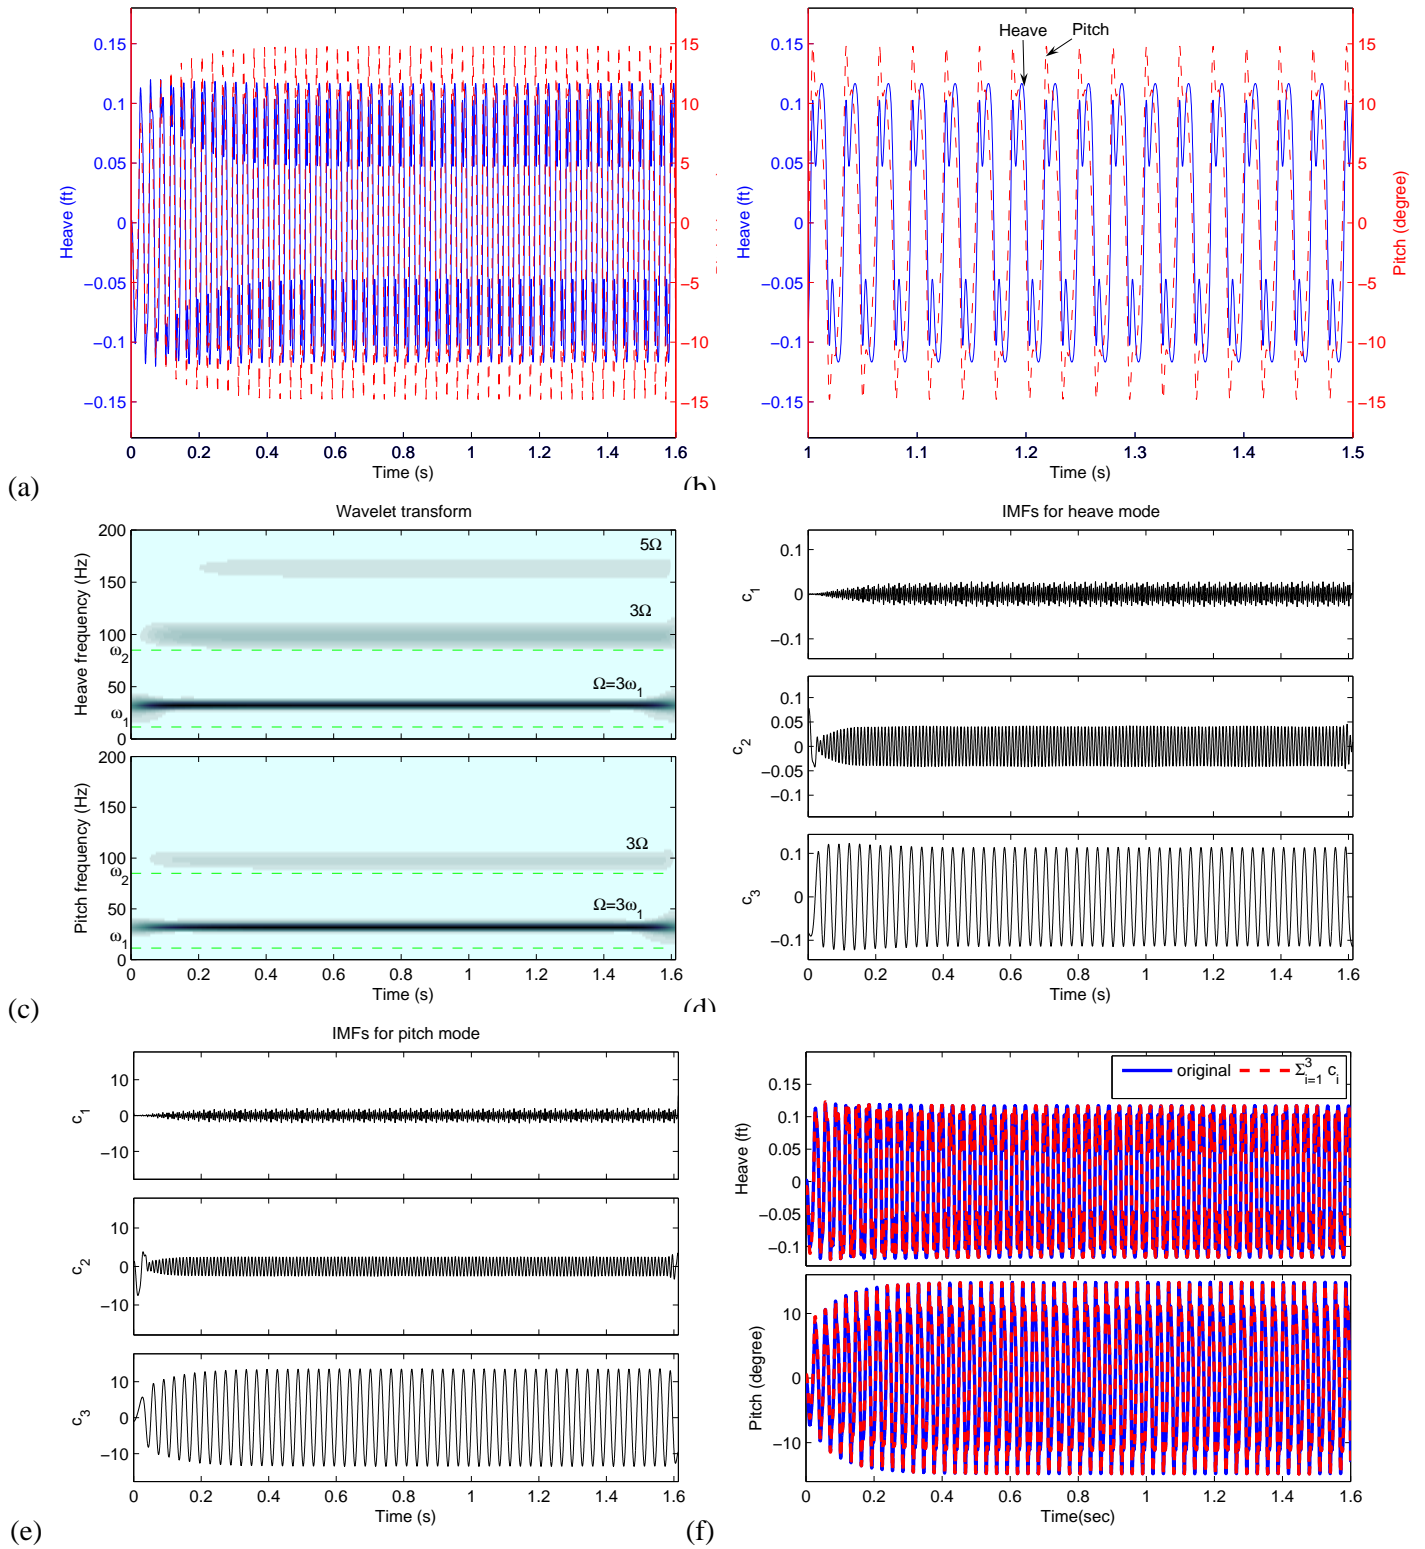 0.15
0.1
0.05
0
−0.05
−0.1
−0.15
Heave (ft)
15
10
5
0
−5
−10
−15
0 0.2 0.4 0.6 0.8 1 1.2 1.4 1.6
Time (s)
(a)
Heave Pitch
0.15
0.1
0.05
0
−0.05
−0.1
−0.15
Heave (ft)
15
10
5
0
−5
−10
−15
Pitch (degree)
1 1.1 1.2 1.3 1.4 1.5
Time (s)
(b)
Wavelet transform
200
150
100
ω2
50
ω1
0
Heave frequency (Hz)
5Ω
3Ω
Ω=3ω1
200
150
100
ω2
50
ω1
0
Pitch frequency (Hz)
3Ω
Ω=3ω1
0 0.2 0.4 0.6 0.8 1 1.2 1.4 1.6
Time (s)
(c)
IMFs for heave mode
0.1
0
−0.1
c1
0.1
0.05
0
−0.05
−0.1
c2
0.1
0
−0.1
c3
0 0.2 0.4 0.6 0.8 1 1.2 1.4 1.6
Time (s)
(d)
IMFs for pitch mode
10
0
−10
c1
10
0
−10
c2
10
0
−10
c3
0 0.2 0.4 0.6 0.8 1 1.2 1.4 1.6
Time (s)
(e)
original Σ³i=1 ci
0.15
0.1
0.05
0
−0.05
−0.1
Heave (ft)
10
0
−10
Pitch (degree)
0 0.2 0.4 0.6 0.8 1 1.2 1.4 1.6
Time(sec)
(f)